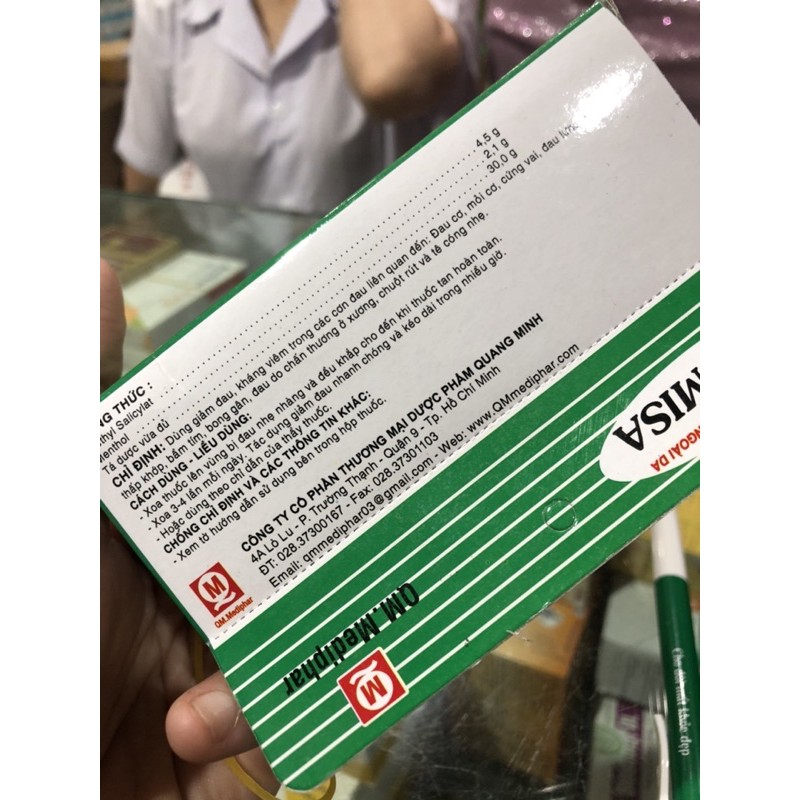 NG THỨC :
thyl Salicylat ........ 4,5 g
Menthol ........ 2,1 g
Tá dược vừa đủ ........ 30,0 g
CHỈ ĐỊNH: Dùng giảm đau, kháng viêm trong các cơn đau liên quan đến: Đau cơ, mỏi cơ, cứng vai, đau lưng
thấp khớp, bầm tím, bong gân, đau do chấn thương ở xương, chuột rút và tê cóng nhẹ.
CÁCH DÙNG - LIỀU DÙNG:
- Xoa thuốc lên vùng bị đau nhẹ nhàng và đều khắp cho đến khi thuốc tan hoàn toàn.
- Xoa 3-4 lần mỗi ngày. Tác dụng giảm đau nhanh chóng và kéo dài trong nhiều giờ.
- Hoặc dùng theo chỉ dẫn của thầy thuốc.
CHỐNG CHỈ ĐỊNH VÀ CÁC THÔNG TIN KHÁC:
- Xem tờ hướng dẫn sử dụng bên trong hộp thuốc.
CÔNG TY CỔ PHẦN THƯƠNG MẠI DƯỢC PHẨM QUANG MINH
4A Lò Lu - P. Trường Thạnh - Quận 9 - Tp. Hồ Chí Minh
ĐT: 028.37300167 - Fax: 028.37301103
Email: qmmediphar03@gmail.com - Web: www.QMmediphar.com
QM
QM.Mediphar
MISA
NGOÀI DA
QM.Mediphar
QM
Cho đời mãi khỏe đẹp